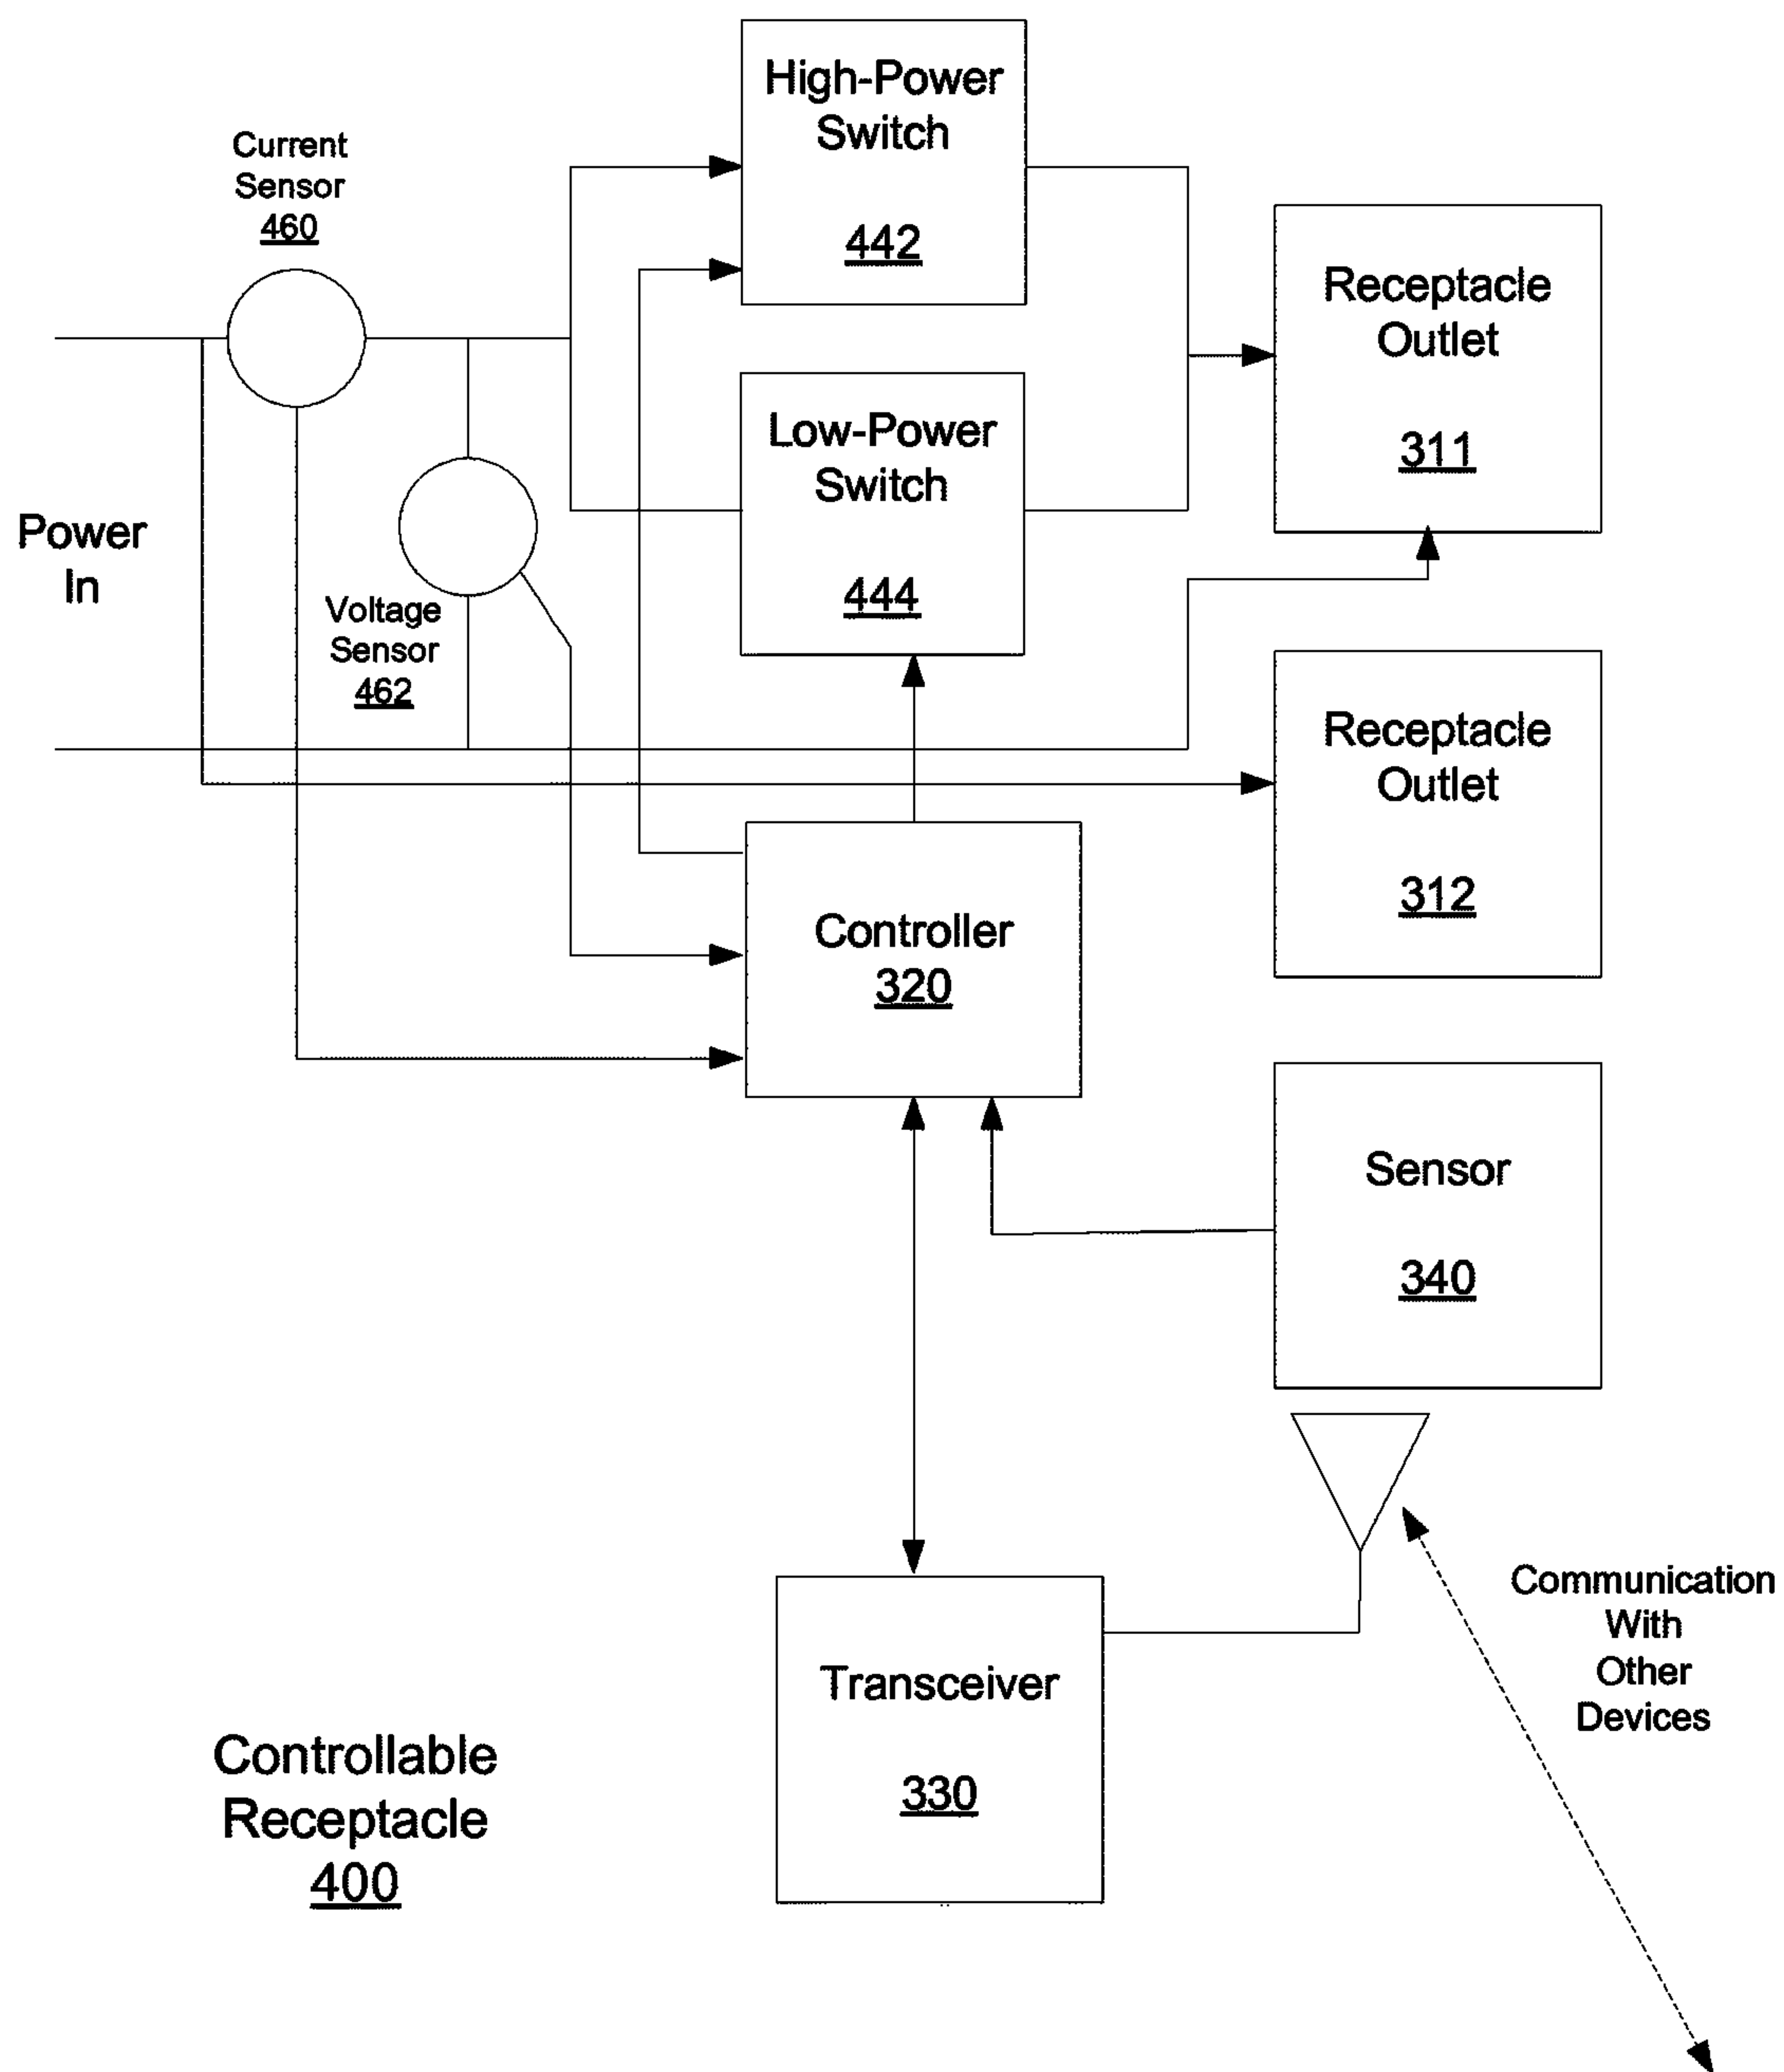 High-Power
Switch
442
Current
Sensor
460
Receptacle
Outlet
311
Low-Power
Switch
444
Power
In
Voltage
Sensor
462
Receptacle
Outlet
312
Controller
320
Sensor
340
Communication
With
Other
Devices
Transceiver
330
Controllable
Receptacle
400